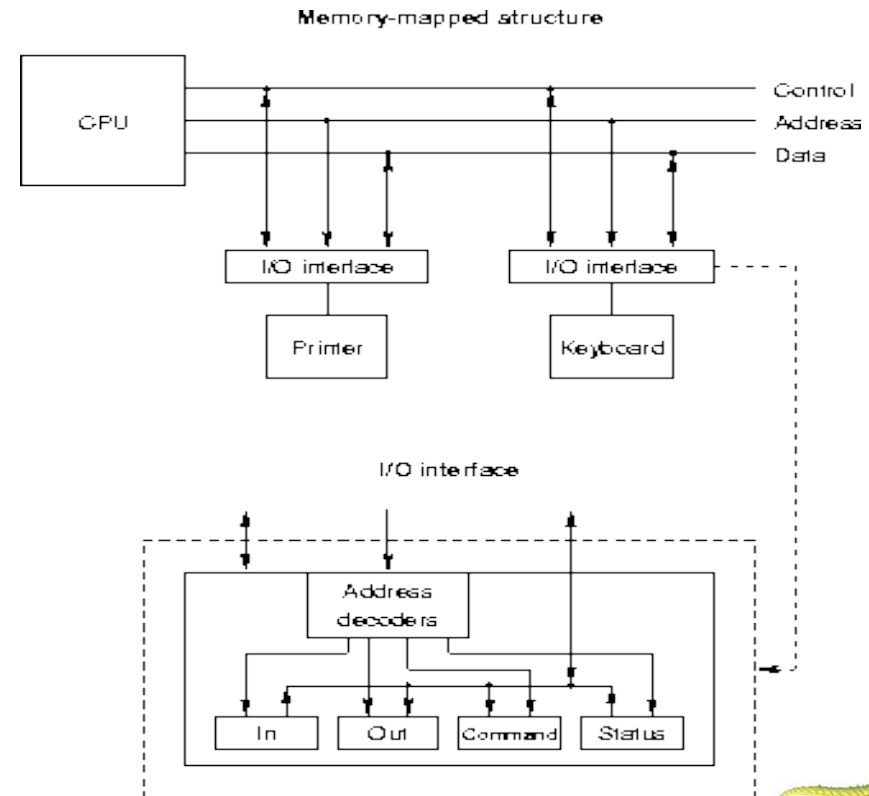 Memory-mapped structure
CPU
Control
Address
Data
I/O interface
I/O interface
Printer
Keyboard
I/O interface
Address
decoders
In
Out
Command
Status